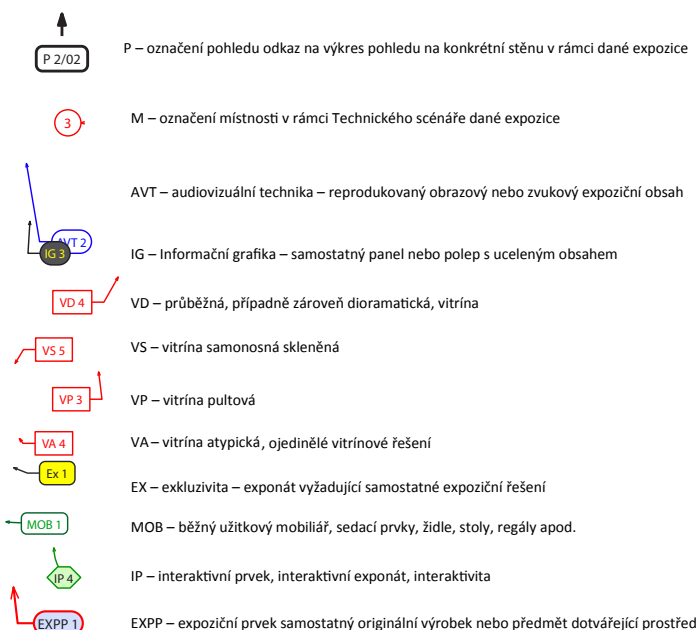 P 2/02 P – označení pohledu odkaz na výkres pohledu na konkrétní stěnu v rámci dané expozice
3 M – označení místnosti v rámci Technického scénáře dané expozice
AVT – audiovizuální technika – reprodukovaný obrazový nebo zvukový expoziční obsah
AVT 2
IG 3 IG – Informační grafika – samostatný panel nebo polep s uceleným obsahem
VD 4 VD – průběžná, případně zároveň dioramatická, vitrína
VS 5 VS – vitrína samonosná skleněná
VP 3 VP – vitrína pultová
VA 4 VA – vitrína atypická, ojedinělé vitrínové řešení
Ex 1 EX – exkluzivita – exponát vyžadující samostatné expoziční řešení
MOB 1 MOB – běžný užitkový mobiliář, sedací prvky, židle, stoly, regály apod.
IP 4 IP – interaktivní prvek, interaktivní exponát, interaktivita
EXPP 1 EXPP – expoziční prvek samostatný originální výrobek nebo předmět dotvářející prostřed